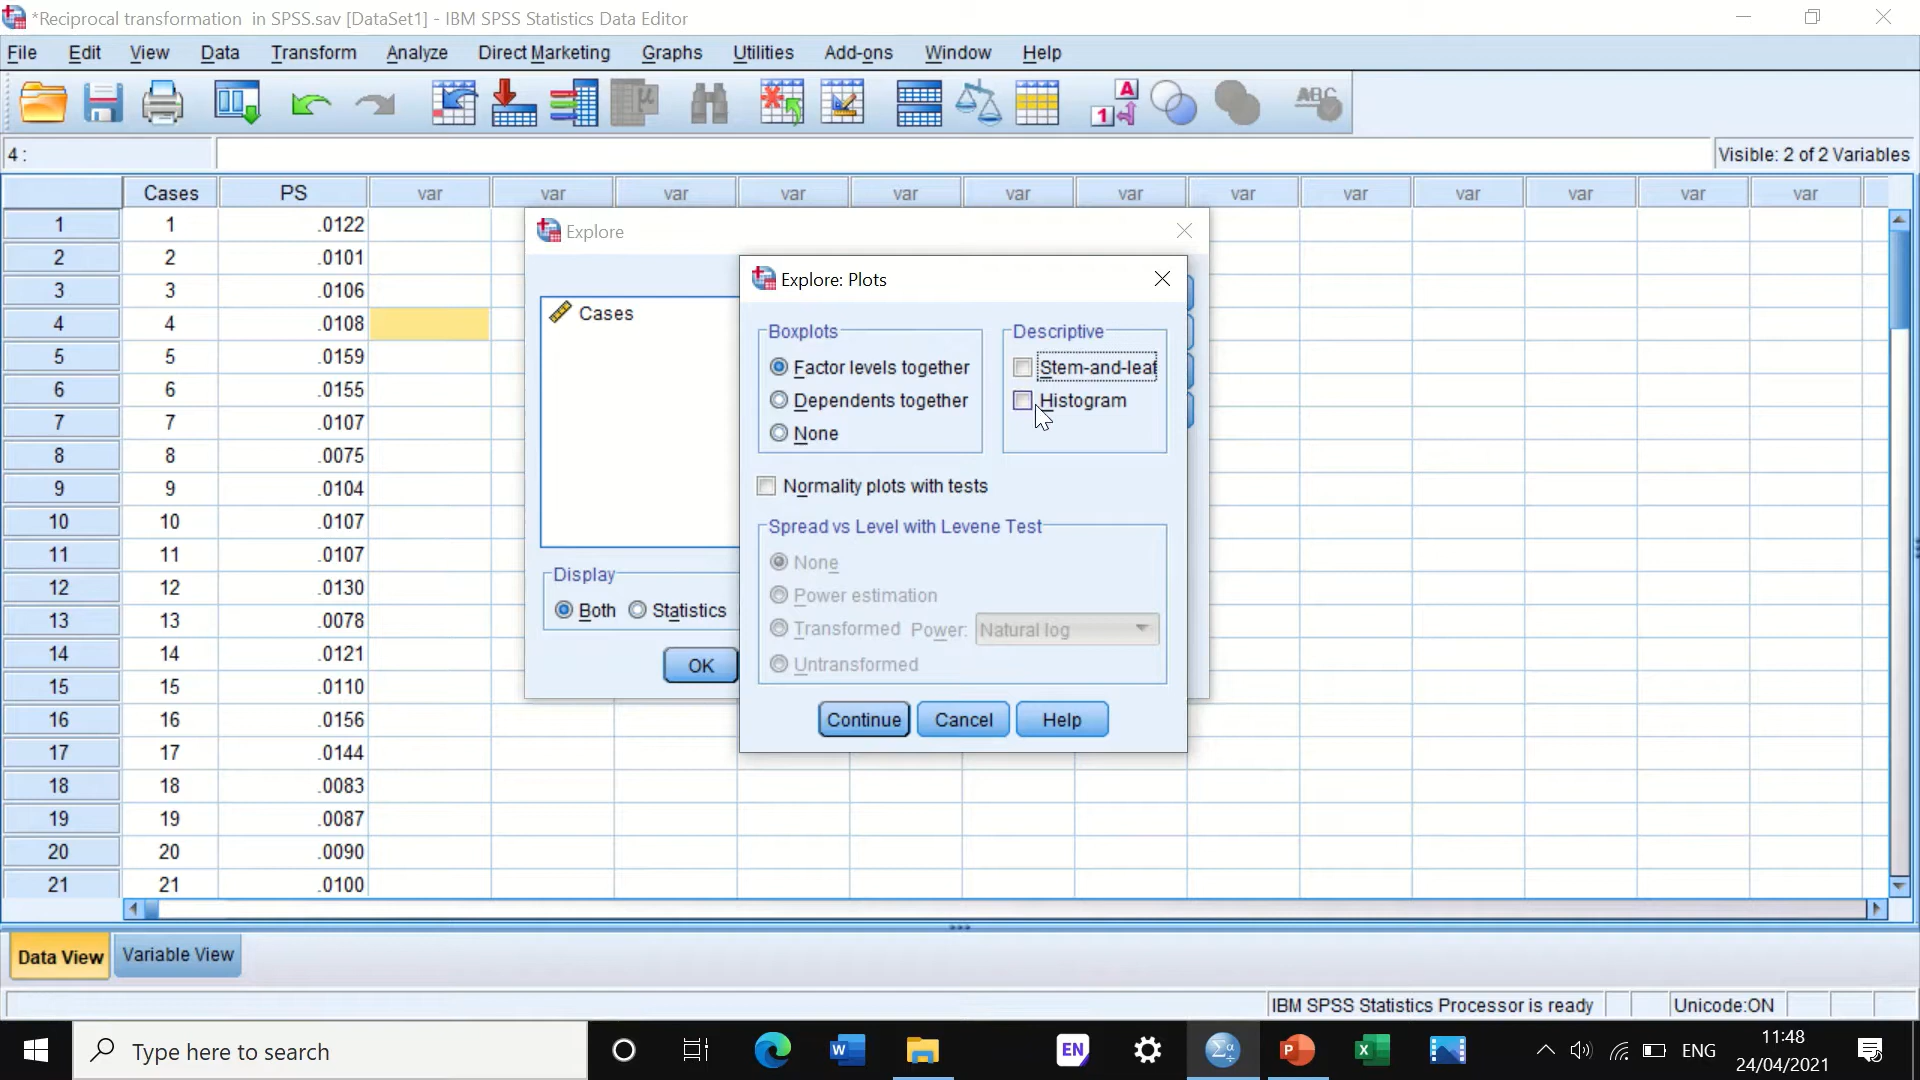 *Reciprocal transformation in SPSS.sav [DataSet1] - IBM SPSS Statistics Data Editor
File Edit View Data Transform Analyze Direct Marketing Graphs Utilities Add-ons Window Help
4 : Visible: 2 of 2 Variables
Cases PS var var var var var var var var var var var var var
1 1 .0122
2 2 .0101
3 3 .0106
4 4 .0108
5 5 .0159
6 6 .0155
7 7 .0107
8 8 .0075
9 9 .0104
10 10 .0107
11 11 .0107
12 12 .0130
13 13 .0078
14 14 .0121
15 15 .0110
16 16 .0156
17 17 .0144
18 18 .0083
19 19 .0087
20 20 .0090
21 21 .0100
Explore
Cases
Display
Both Statistics
OK
Explore: Plots
Boxplots
Factor levels together
Dependents together
None
Descriptive
Stem-and-leaf
Histogram
Normality plots with tests
Spread vs Level with Levene Test
None
Power estimation
Transformed Power: Natural log
Untransformed
Continue Cancel Help
Data View Variable View
IBM SPSS Statistics Processor is ready Unicode:ON
Type here to search
EN
ENG
11:48
24/04/2021